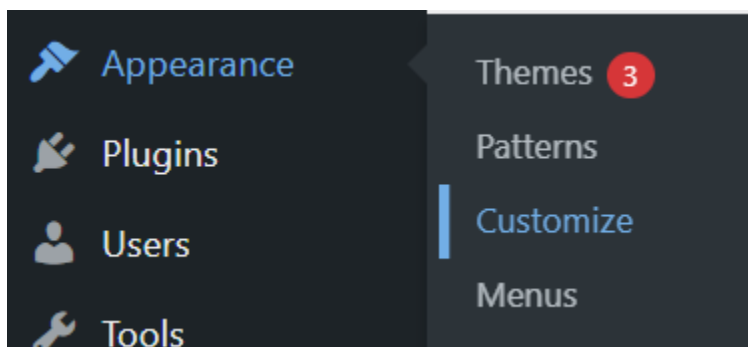 Appearance
Plugins
Users
Tools
Themes 3
Patterns
Customize
Menus